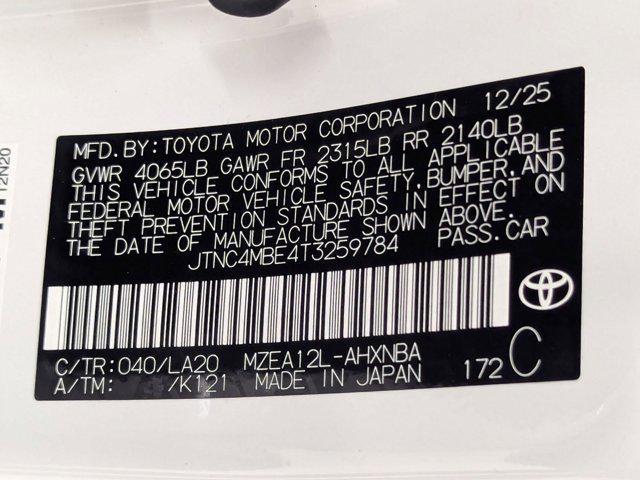 MFD. BY: TOYOTA MOTOR CORPORATION 12/25
GVWR 4065LB GAWR FR 2315LB RR 2140LB
THIS VEHICLE CONFORMS TO ALL APPLICABLE
FEDERAL MOTOR VEHICLE SAFETY, BUMPER, AND
THEFT PREVENTION STANDARDS IN EFFECT ON
THE DATE OF MANUFACTURE SHOWN ABOVE.
JTNC4MBE4T3259784 PASS. CAR
C/TR: 040/LA20 MZEA12L-AHXNBA
A/TM: /K121 MADE IN JAPAN 172 C
12N20